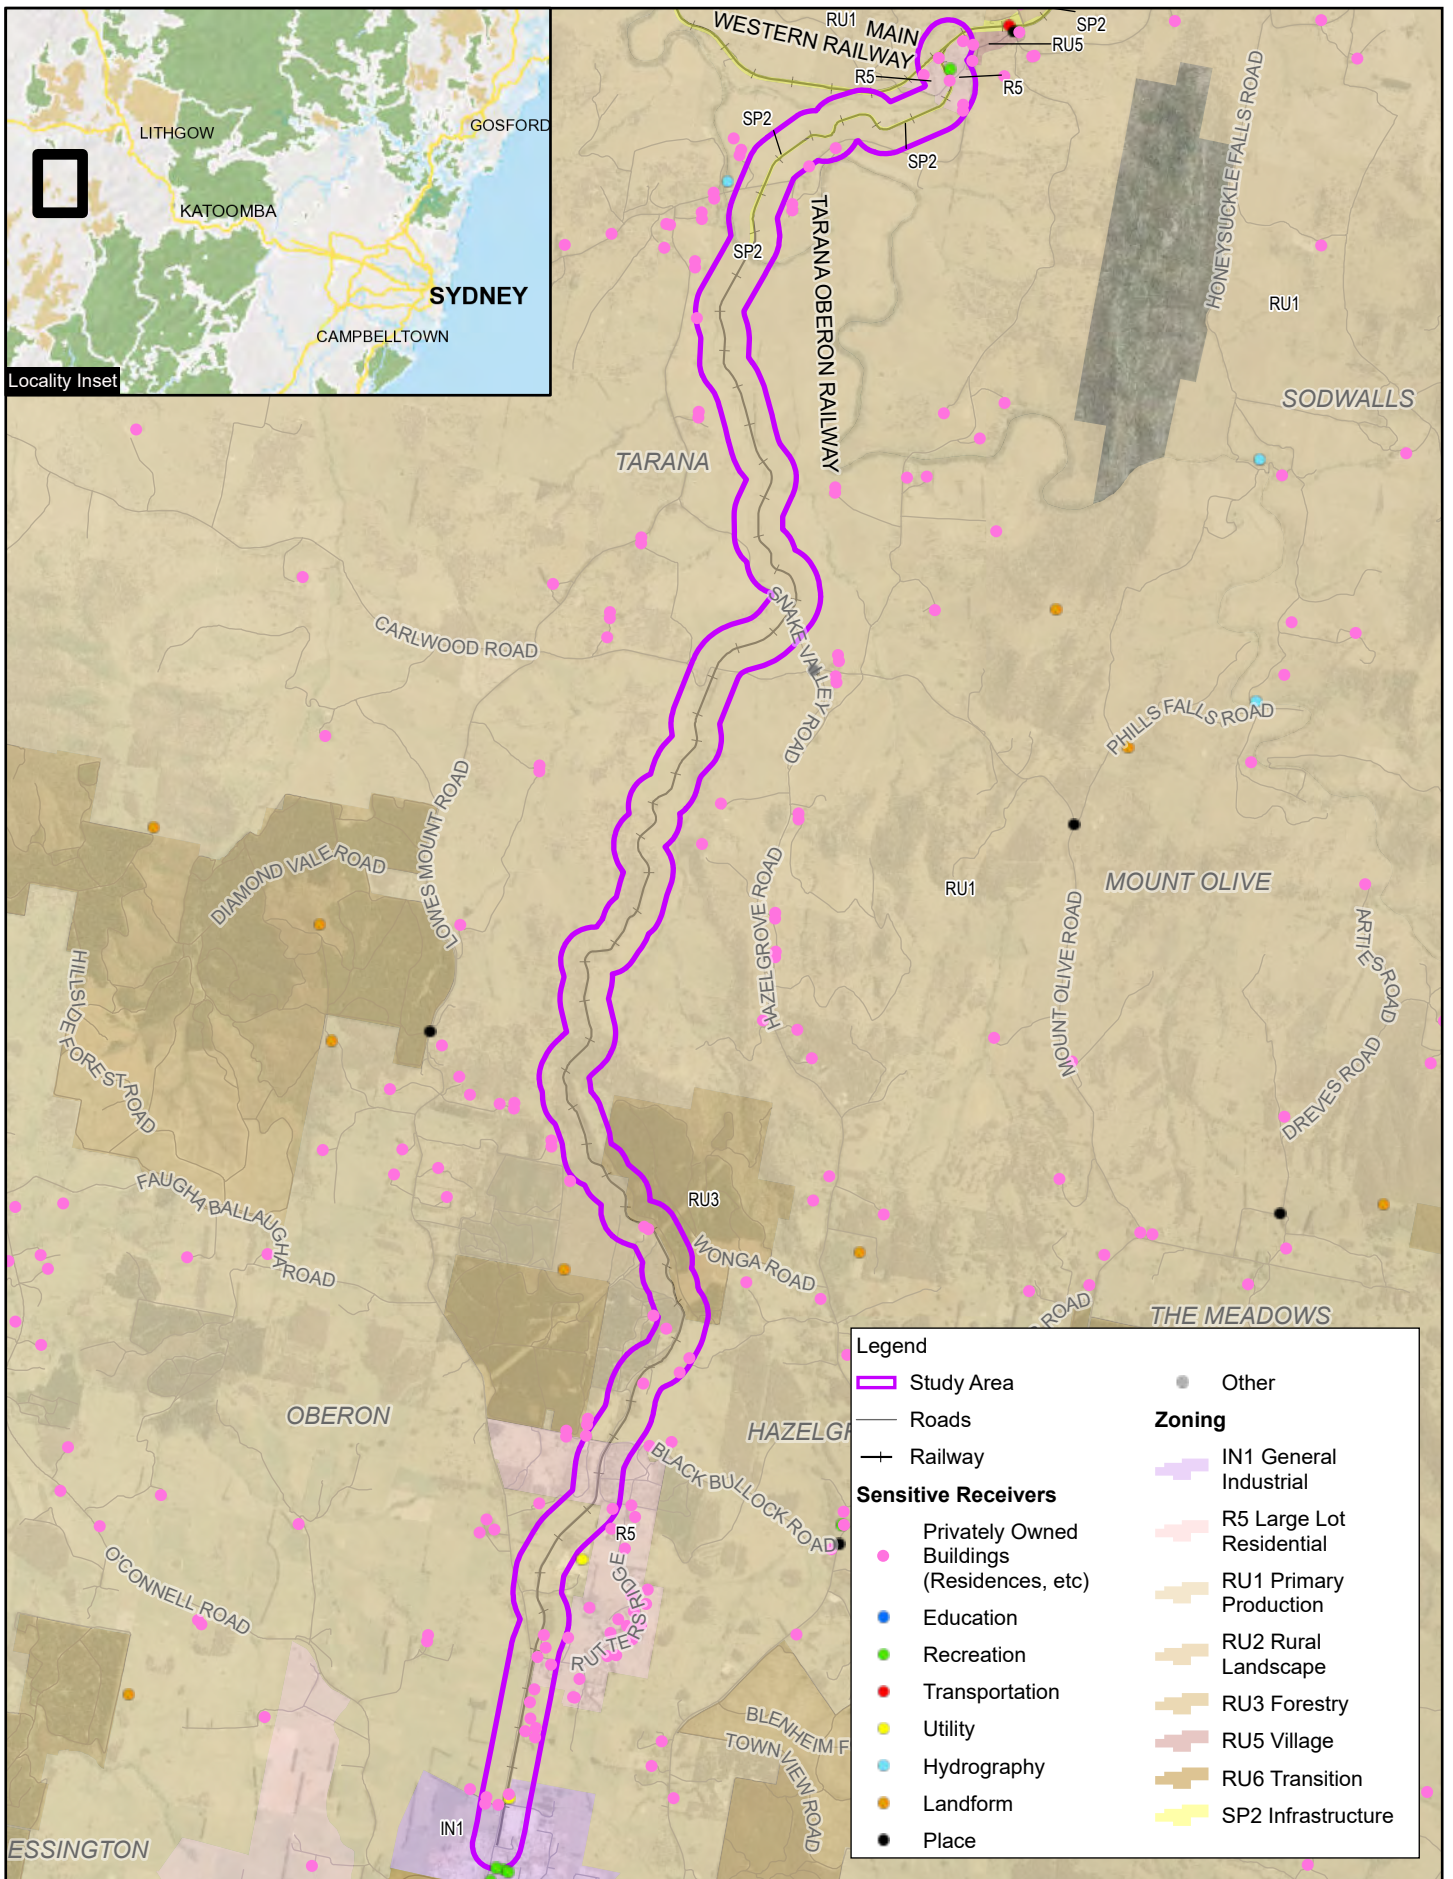 LITHGOW
GOSFORD
KATOOMBA
SYDNEY
CAMPBELLTOWN
Locality Inset
RU1
MAIN
WESTERN RAILWAY
SP2
RU5
R5
R5
SP2
SP2
SP2
TARANA OBERON RAILWAY
HONEYSUCKLE FALLS ROAD
RU1
SODWALLS
TARANA
SNAKE VALLEY ROAD
CARLWOOD ROAD
PHILLS FALLS ROAD
LOWES MOUNT ROAD
DIAMOND VALE ROAD
HAZELGROVE ROAD
RU1
MOUNT OLIVE
MOUNT OLIVE ROAD
ARTIES ROAD
HILLSIDE FOREST ROAD
DREVES ROAD
FAUGHA BALLAUGHA ROAD
RU3
WONGA ROAD
ROAD
THE MEADOWS
OBERON
HAZELGR
BLACK BULLOCK ROAD
R5
RUTTERS RIDGE
O'CONNELL ROAD
BLENHEIM F
TOWN VIEW ROAD
IN1
ESSINGTON
Legend
Study Area
Roads
Railway
Sensitive Receivers
Privately Owned
Buildings
(Residences, etc)
Education
Recreation
Transportation
Utility
Hydrography
Landform
Place
Other
Zoning
IN1 General
Industrial
R5 Large Lot
Residential
RU1 Primary
Production
RU2 Rural
Landscape
RU3 Forestry
RU5 Village
RU6 Transition
SP2 Infrastructure